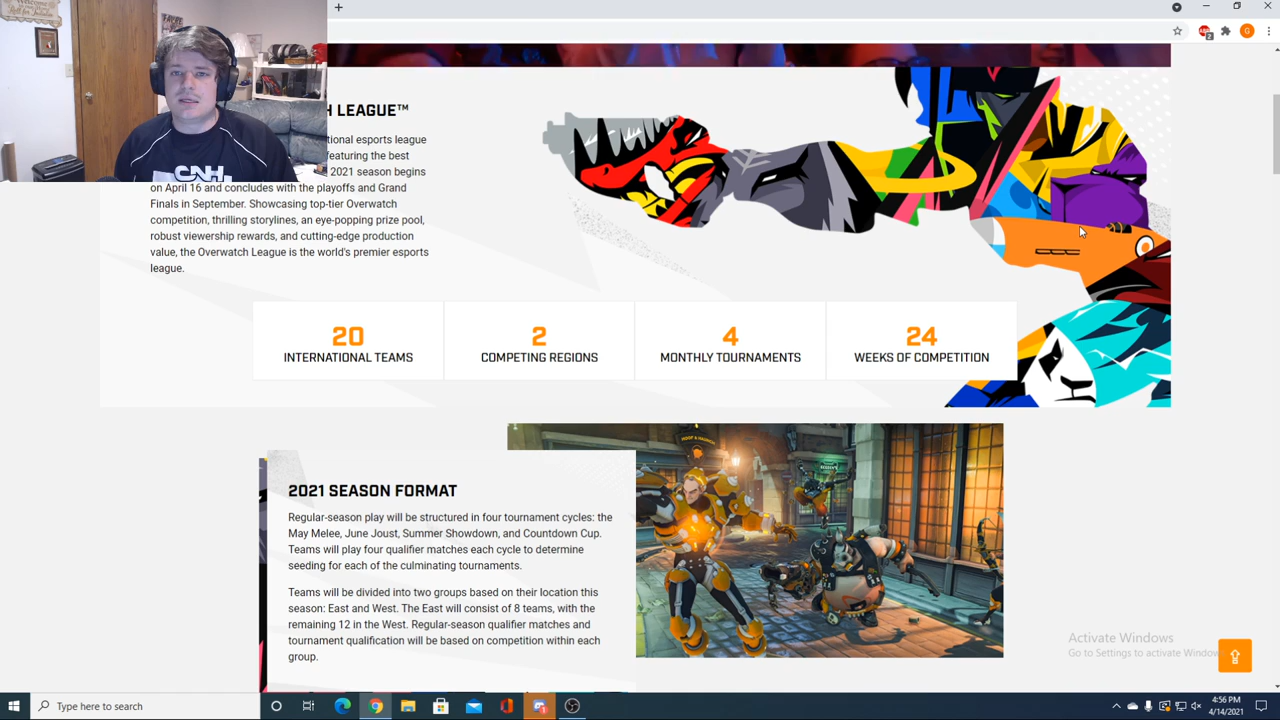 H LEAGUE™
tional esports league
featuring the best
2021 season begins
on April 16 and concludes with the playoffs and Grand
Finals in September. Showcasing top-tier Overwatch
competition, thrilling storylines, an eye-popping prize pool,
robust viewership rewards, and cutting-edge production
value, the Overwatch League is the world's premier esports
league.
20
INTERNATIONAL TEAMS
2
COMPETING REGIONS
4
MONTHLY TOURNAMENTS
24
WEEKS OF COMPETITION
2021 SEASON FORMAT
Regular-season play will be structured in four tournament cycles: the
May Melee, June Joust, Summer Showdown, and Countdown Cup.
Teams will play four qualifier matches each cycle to determine
seeding for each of the culminating tournaments.
Teams will be divided into two groups based on their location this
season: East and West. The East will consist of 8 teams, with the
remaining 12 in the West. Regular-season qualifier matches and
tournament qualification will be based on competition within each
group.
Activate Windows
Go to Settings to activate Window
Type here to search
4:56 PM
4/14/2021
G
2